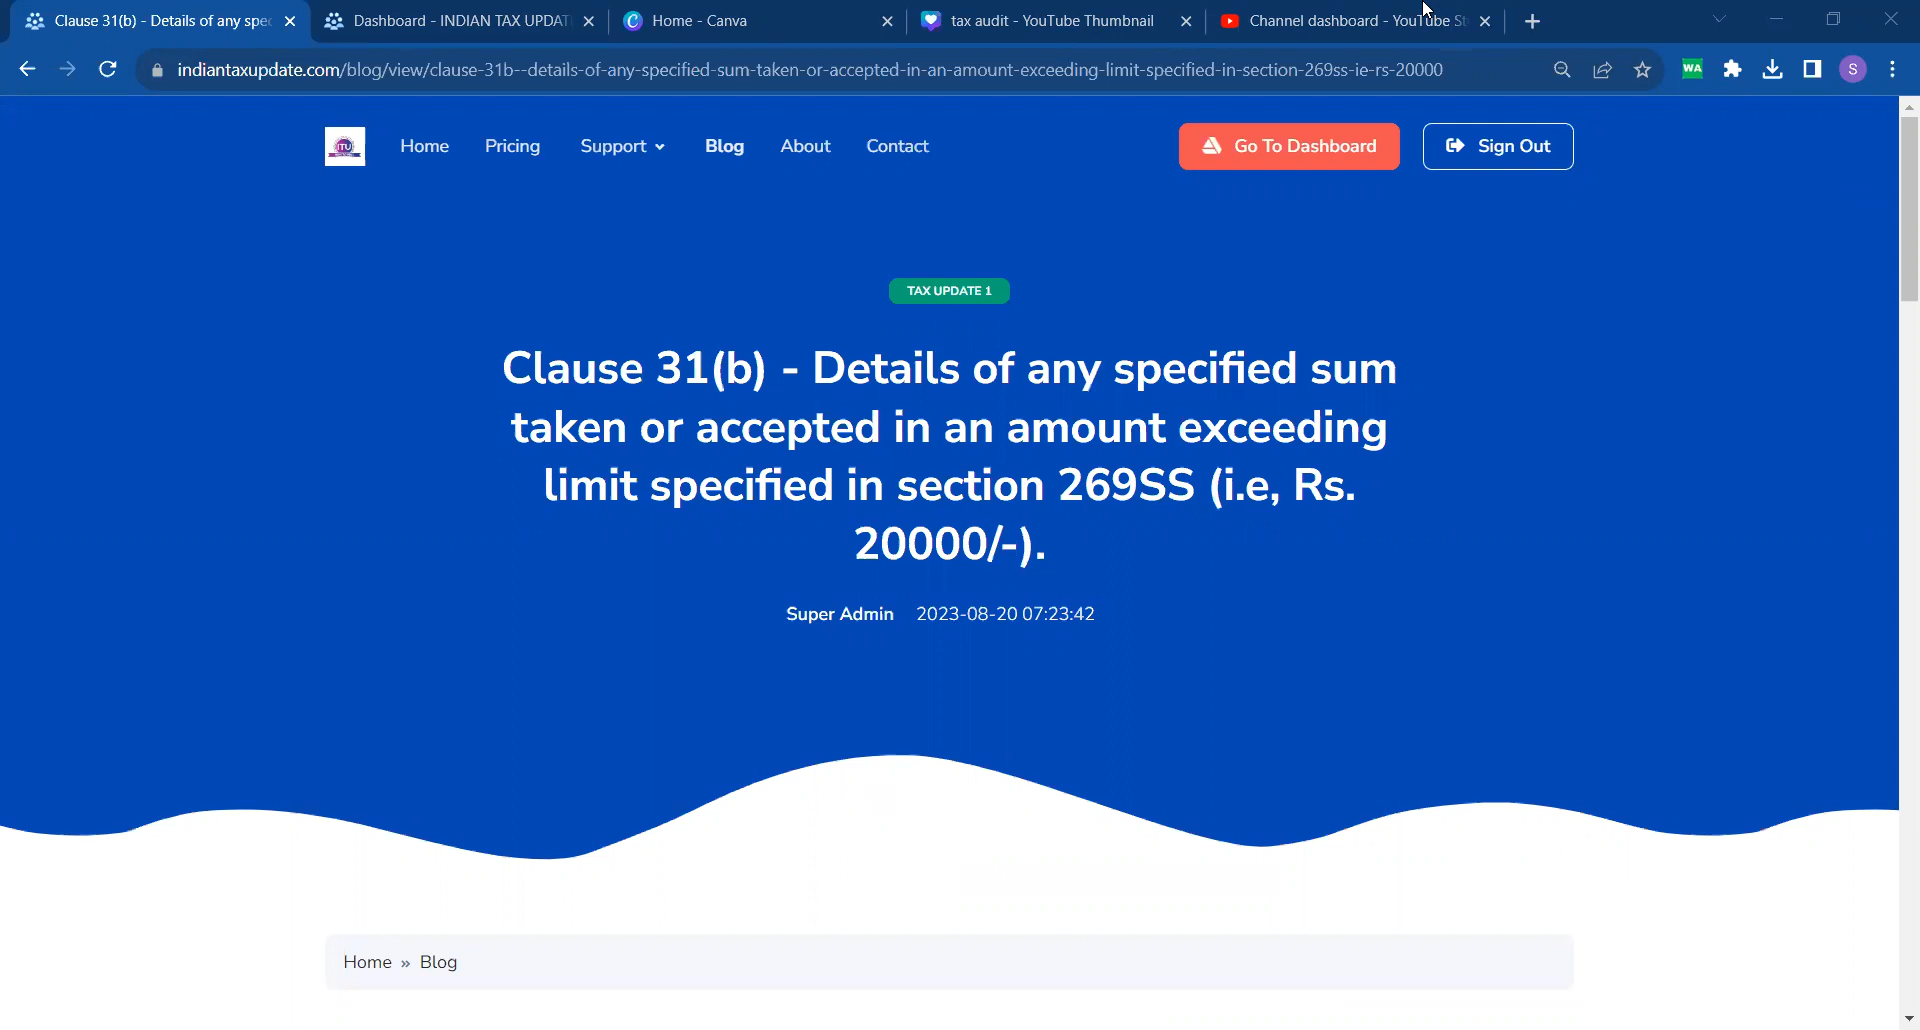 Clause 31(b) - Details of any spec
Dashboard - INDIAN TAX UPDAT
Home - Canva
tax audit - YouTube Thumbnail
Channel dashboard - YouTube St
indiantaxupdate.com/blog/view/clause-31b--details-of-any-specified-sum-taken-or-accepted-in-an-amount-exceeding-limit-specified-in-section-269ss-ie-rs-20000
WA
S
ITU
Home
Pricing
Support
Blog
About
Contact
Go To Dashboard
Sign Out
TAX UPDATE 1
Clause 31(b) - Details of any specified sum
taken or accepted in an amount exceeding
limit specified in section 269SS (i.e, Rs.
20000/-).
Super Admin 2023-08-20 07:23:42
Home » Blog